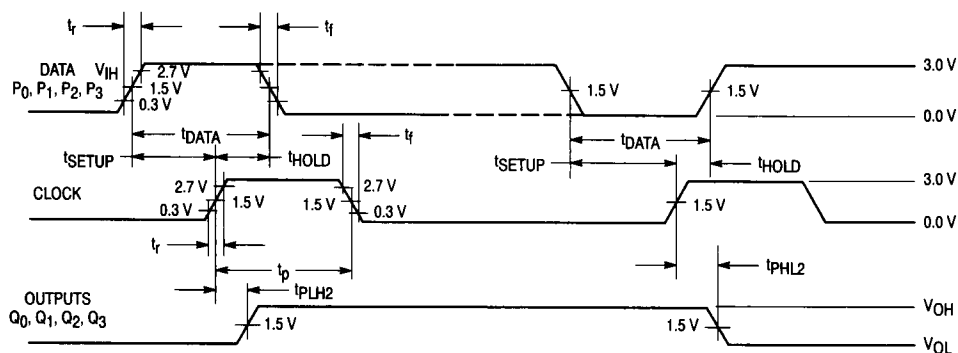 tr
tf
DATA VIH
P0, P1, P2, P3
2.7 V
1.5 V
0.3 V
1.5 V
1.5 V
3.0 V
0.0 V
tDATA
tf
tDATA
tSETUP
tHOLD
tSETUP
tHOLD
CLOCK
2.7 V
1.5 V
0.3 V
2.7 V
1.5 V
0.3 V
1.5 V
3.0 V
0.0 V
tr
tp
tPHL2
tPLH2
OUTPUTS
Q0, Q1, Q2, Q3
1.5 V
1.5 V
VOH
VOL